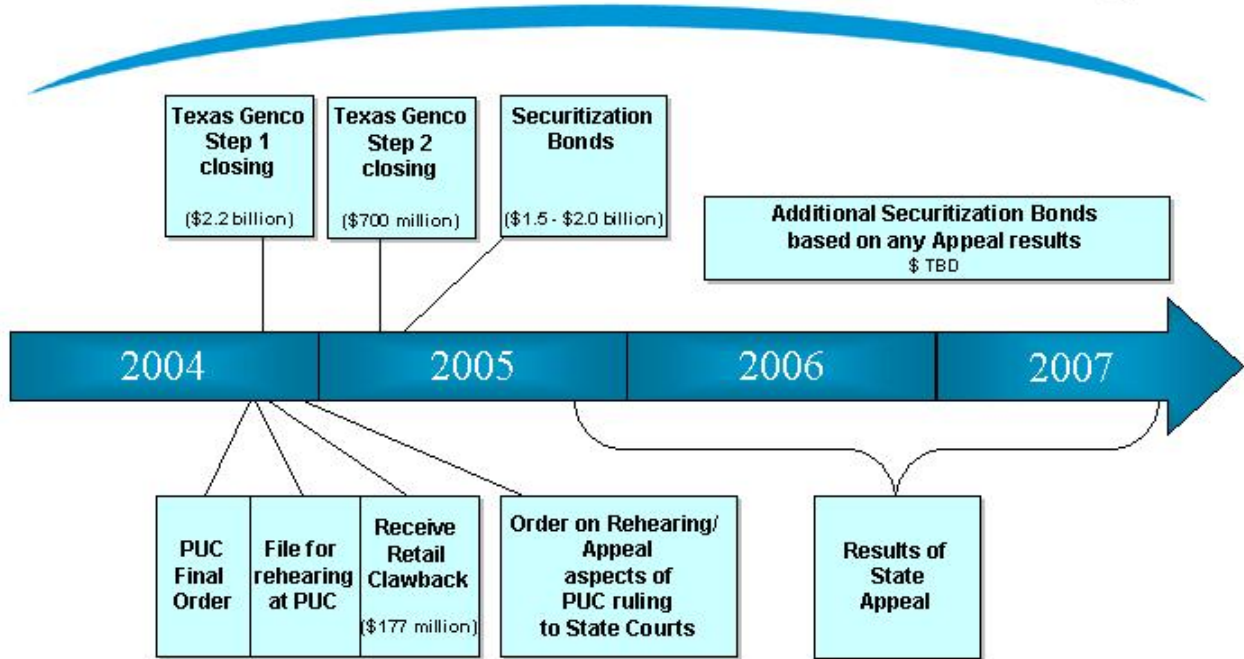 Texas Genco
Step 1
closing
($2.2 billion)
Texas Genco
Step 2
closing
($700 million)
Securitization
Bonds
($1.5 - $2.0 billion)
Additional Securitization Bonds
based on any Appeal results
$ TBD
2004
2005
2006
2007
PUC
Final
Order
File for
rehearing
at PUC
Receive
Retail
Clawback
($177 million)
Order on Rehearing/
Appeal
aspects of
PUC ruling
to State Courts
Results of
State
Appeal